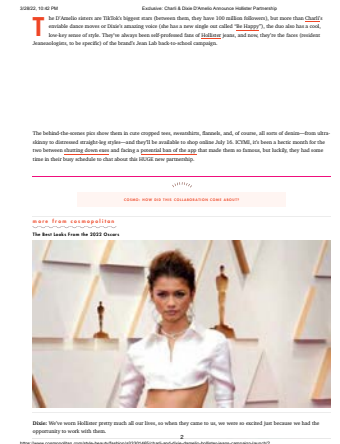 3/28/22, 10:42 PM Exclusive: Charli & Dixie D'Amelio Announce Hollister Partnership
The D'Amelio sisters are TikTok's biggest stars (between them, they have 100 million followers), but more than Charli's
enviable dance moves or Dixie's amazing voice (she has a new single out called "Be Happy"), the duo also has a cool,
low-key sense of style. They've always been self-professed fans of Hollister jeans, and now, they're the faces (resident
Jeanealogists, to be specific) of the brand's Jean Lab back-to-school campaign.
The behind-the-scenes pics show them in cute cropped tees, sweatshirts, flannels, and, of course, all sorts of denim—from ultra-
skinny to distressed straight-leg styles—and they'll be available to shop online July 16. ICYMI, it's been a hectic month for the
two between shutting down exes and facing a potential ban of the app that made them so famous, but luckily, they had some
time in their busy schedule to chat about this HUGE new partnership.
COSMO: HOW DID THIS COLLABORATION COME ABOUT?
more from cosmopolitan
The Best Looks From the 2022 Oscars
Dixie: We've worn Hollister pretty much all our lives, so when they came to us, we were so excited just because we had the
opportunity to work with them.
2